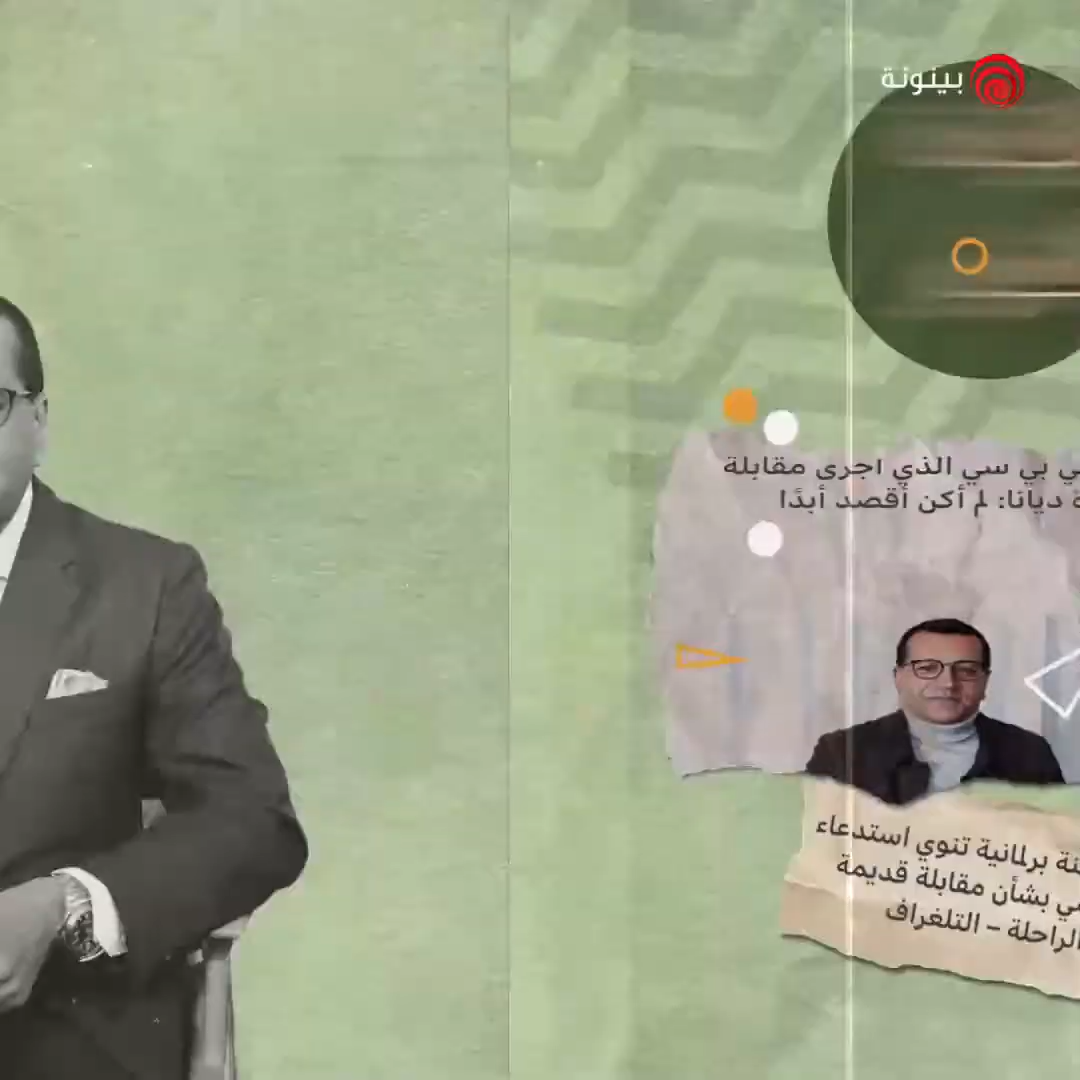 بينونة
بي سي الذي اجرى مقابلة
ديانا: لم أكن أقصد أبدًا
برلمانية تنوي استدعاء
بشأن مقابلة قديمة
الراحلة – التلغراف